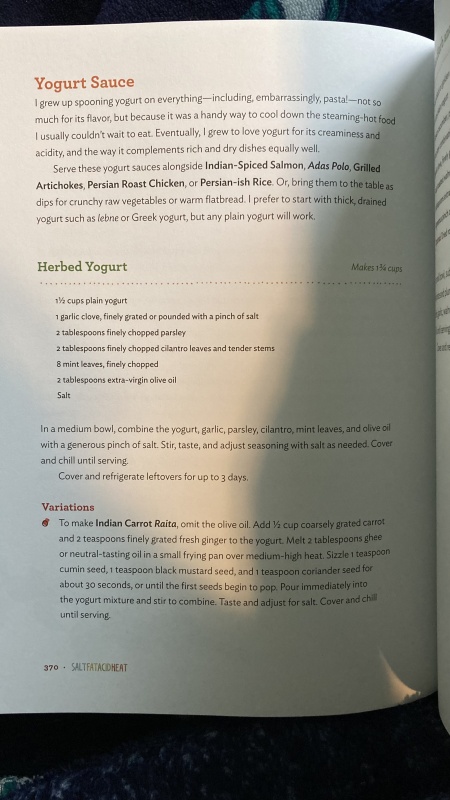 Yogurt Sauce
I grew up spooning yogurt on everything—including, embarrassingly, pasta!—not so
much for its flavor, but because it was a handy way to cool down the steaming-hot food
I usually couldn't wait to eat. Eventually, I grew to love yogurt for its creaminess and
acidity, and the way it complements rich and dry dishes equally well.
Serve these yogurt sauces alongside Indian-Spiced Salmon, Adas Polo, Grilled
Artichokes, Persian Roast Chicken, or Persian-ish Rice. Or, bring them to the table as
dips for crunchy raw vegetables or warm flatbread. I prefer to start with thick, drained
yogurt such as lebne or Greek yogurt, but any plain yogurt will work.
Herbed Yogurt Makes 1¾ cups
1½ cups plain yogurt
1 garlic clove, finely grated or pounded with a pinch of salt
2 tablespoons finely chopped parsley
2 tablespoons finely chopped cilantro leaves and tender stems
8 mint leaves, finely chopped
2 tablespoons extra-virgin olive oil
Salt
In a medium bowl, combine the yogurt, garlic, parsley, cilantro, mint leaves, and olive oil
with a generous pinch of salt. Stir, taste, and adjust seasoning with salt as needed. Cover
and chill until serving.
Cover and refrigerate leftovers for up to 3 days.
Variations
To make Indian Carrot Raita, omit the olive oil. Add ½ cup coarsely grated carrot
and 2 teaspoons finely grated fresh ginger to the yogurt. Melt 2 tablespoons ghee
or neutral-tasting oil in a small frying pan over medium-high heat. Sizzle 1 teaspoon
cumin seed, 1 teaspoon black mustard seed, and 1 teaspoon coriander seed for
about 30 seconds, or until the first seeds begin to pop. Pour immediately into
the yogurt mixture and stir to combine. Taste and adjust for salt. Cover and chill
until serving.
370 · SALTFATACIDHEAT